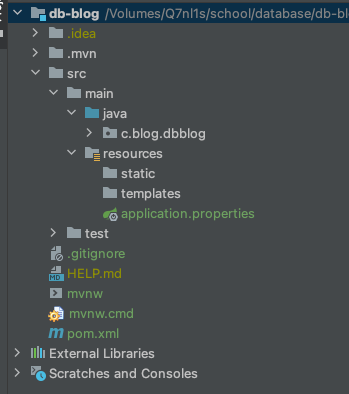 db-blog /Volumes/Q7nl1s/school/database/db-blo
.idea
.mvn
src
main
java
c.blog.dbblog
resources
static
templates
application.properties
test
.gitignore
HELP.md
mvnw
mvnw.cmd
pom.xml
External Libraries
Scratches and Consoles